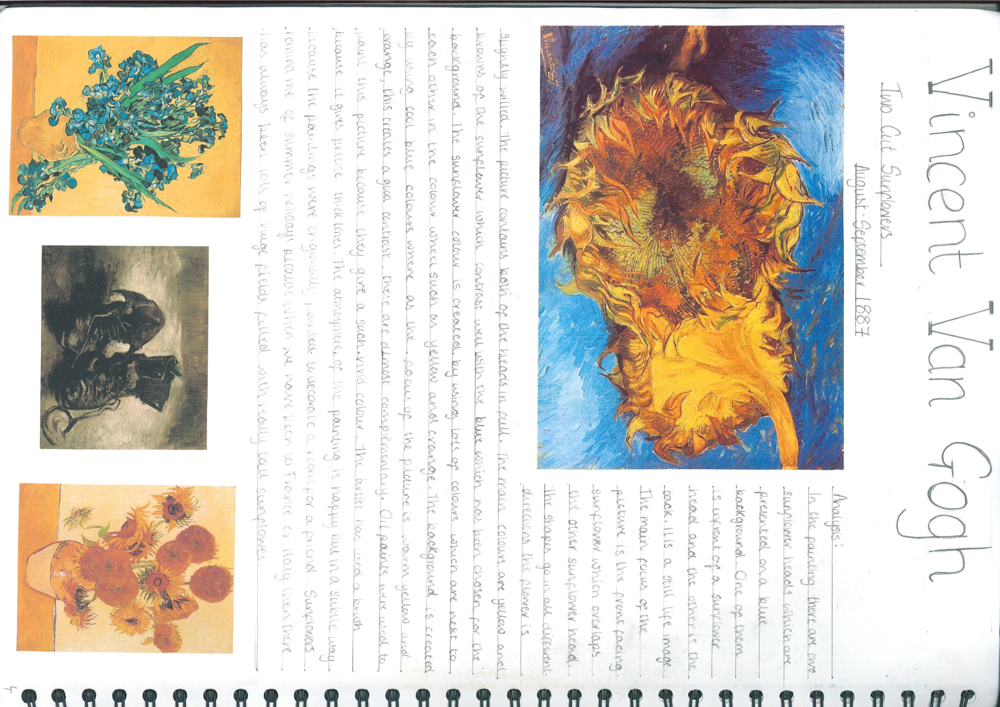 Vincent Van Gogh
Two Cut Sunflowers
August-September 1887
Analysis:
In the painting there are two
sunflower heads which are
presented on a blue
background. One of them
is infront of a sunflower
head and the other is the
back. It is a still life image.
The main focus of the
picture is the front facing
sunflower which overlaps
the other sunflower head.
The shapes go in all different
directions the flower is
slightly wilted. The picture contains both of the heads in full. The main colours are yellow and
browns of the sunflower which contrast well with the blue which has been chosen for the
background. The sunflower colour is created by using lots of colours which are next to
each other in the colour wheel such as yellow and orange. The background is created
by using cool blue colours where as the focus of the picture is warm yellow and
orange, this creates a good contrast, these are almost complementary. Oil paints were used to
paint this picture because they give a such vivid colour. The artist has used a brush
because it gives precise thick lines. The atmosphere of the painting is happy but in a subtle way
because the paintings were originally painted to decorate a room for a friend. Sunflowers
remind me of summer holidays because when we have been to France or Italy then there
has always been lots of huge fields filled with really tall sunflowers
Vincent 87
Vincent
4